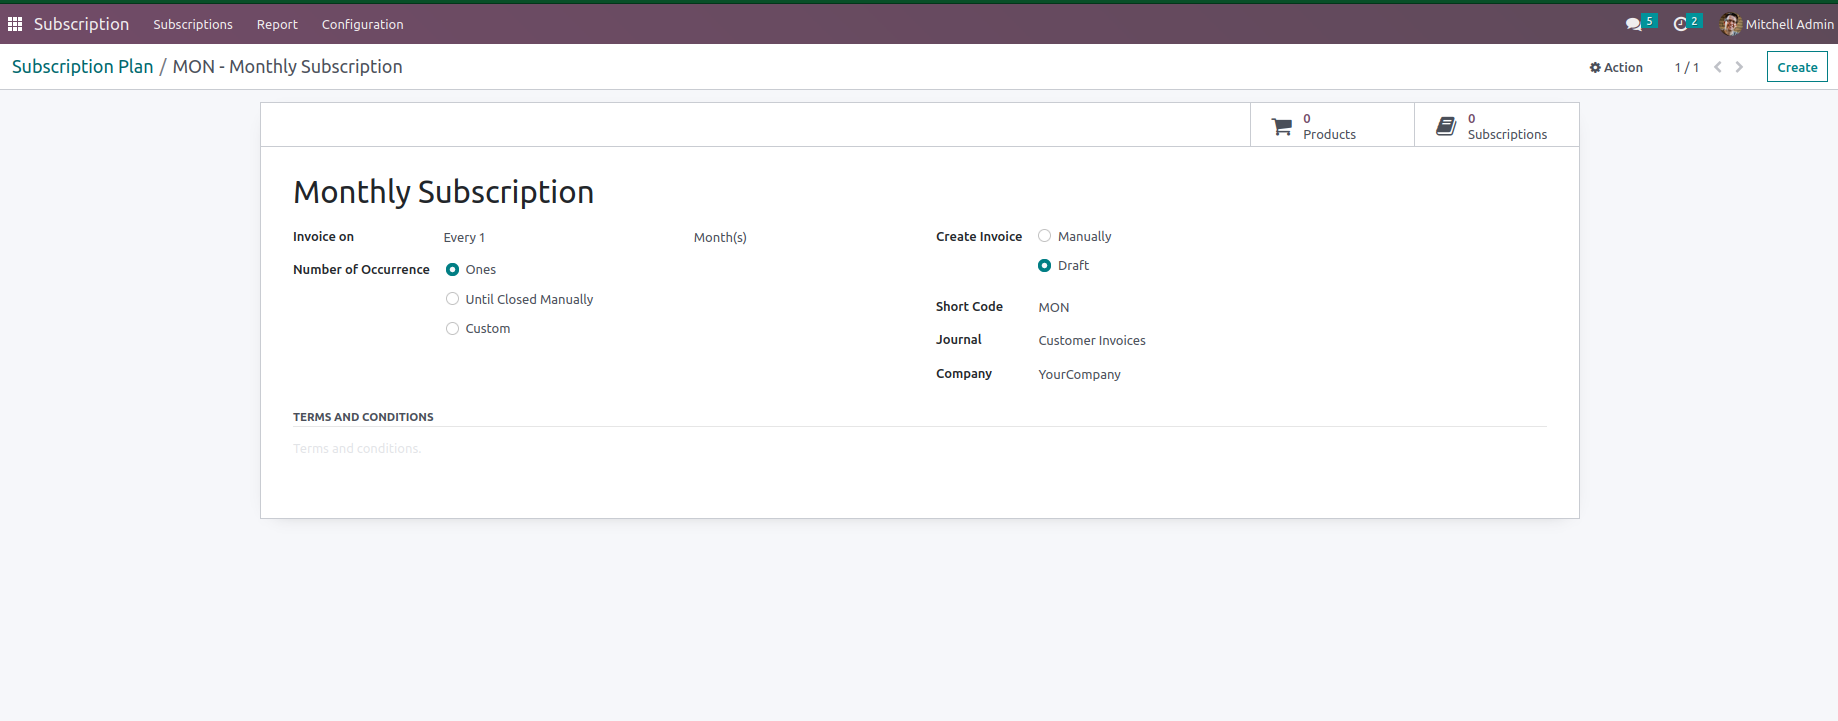 Subscription Subscriptions Report Configuration 5 2 Mitchell Admin
Subscription Plan / MON - Monthly Subscription Action 1 / 1 Create
0 Products
0 Subscriptions
Monthly Subscription
Invoice on Every 1 Month(s)
Number of Occurrence Ones
Until Closed Manually
Custom
Create Invoice Manually
Draft
Short Code MON
Journal Customer Invoices
Company YourCompany
TERMS AND CONDITIONS
Terms and conditions.